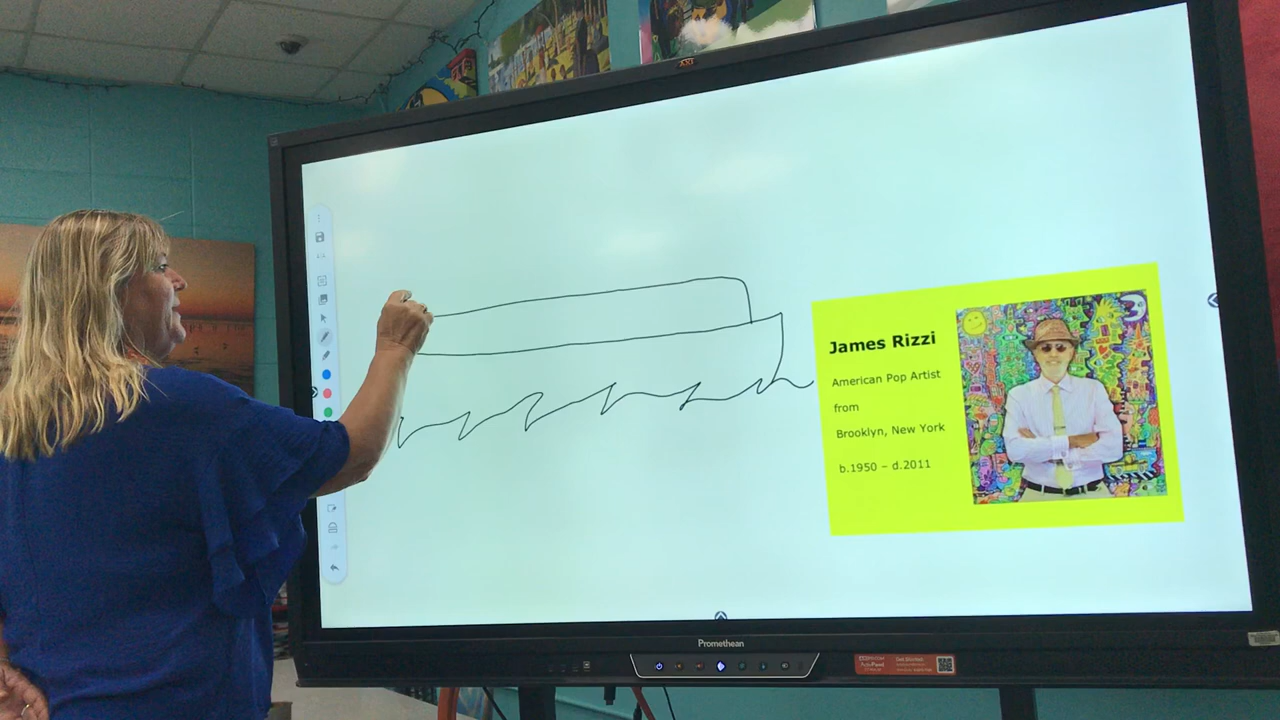 James Rizzi
American Pop Artist
from
Brooklyn, New York
b.1950 – d.2011
Promethean